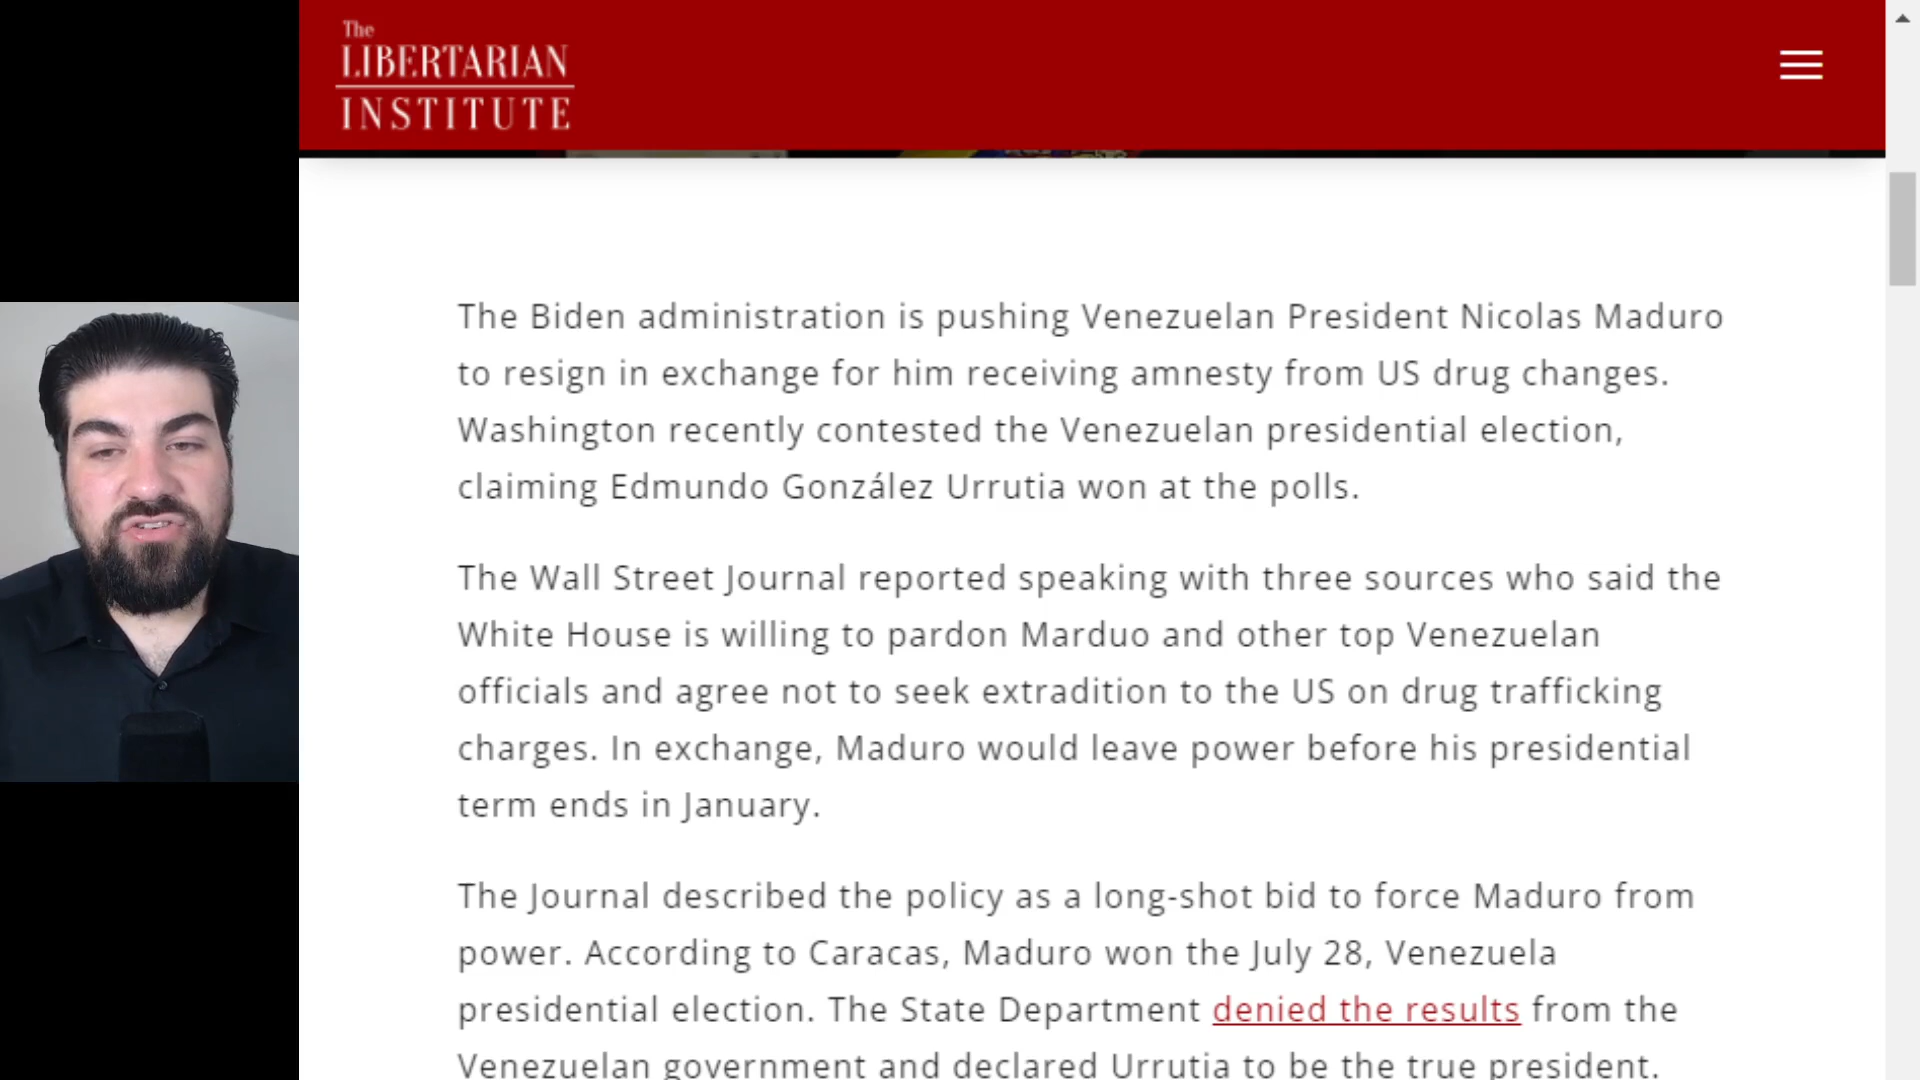 The
LIBERTARIAN
INSTITUTE
The Biden administration is pushing Venezuelan President Nicolas Maduro
to resign in exchange for him receiving amnesty from US drug changes.
Washington recently contested the Venezuelan presidential election,
claiming Edmundo González Urrutia won at the polls.
The Wall Street Journal reported speaking with three sources who said the
White House is willing to pardon Marduo and other top Venezuelan
officials and agree not to seek extradition to the US on drug trafficking
charges. In exchange, Maduro would leave power before his presidential
term ends in January.
The Journal described the policy as a long-shot bid to force Maduro from
power. According to Caracas, Maduro won the July 28, Venezuela
presidential election. The State Department denied the results from the
Venezuelan government and declared Urrutia to be the true president.